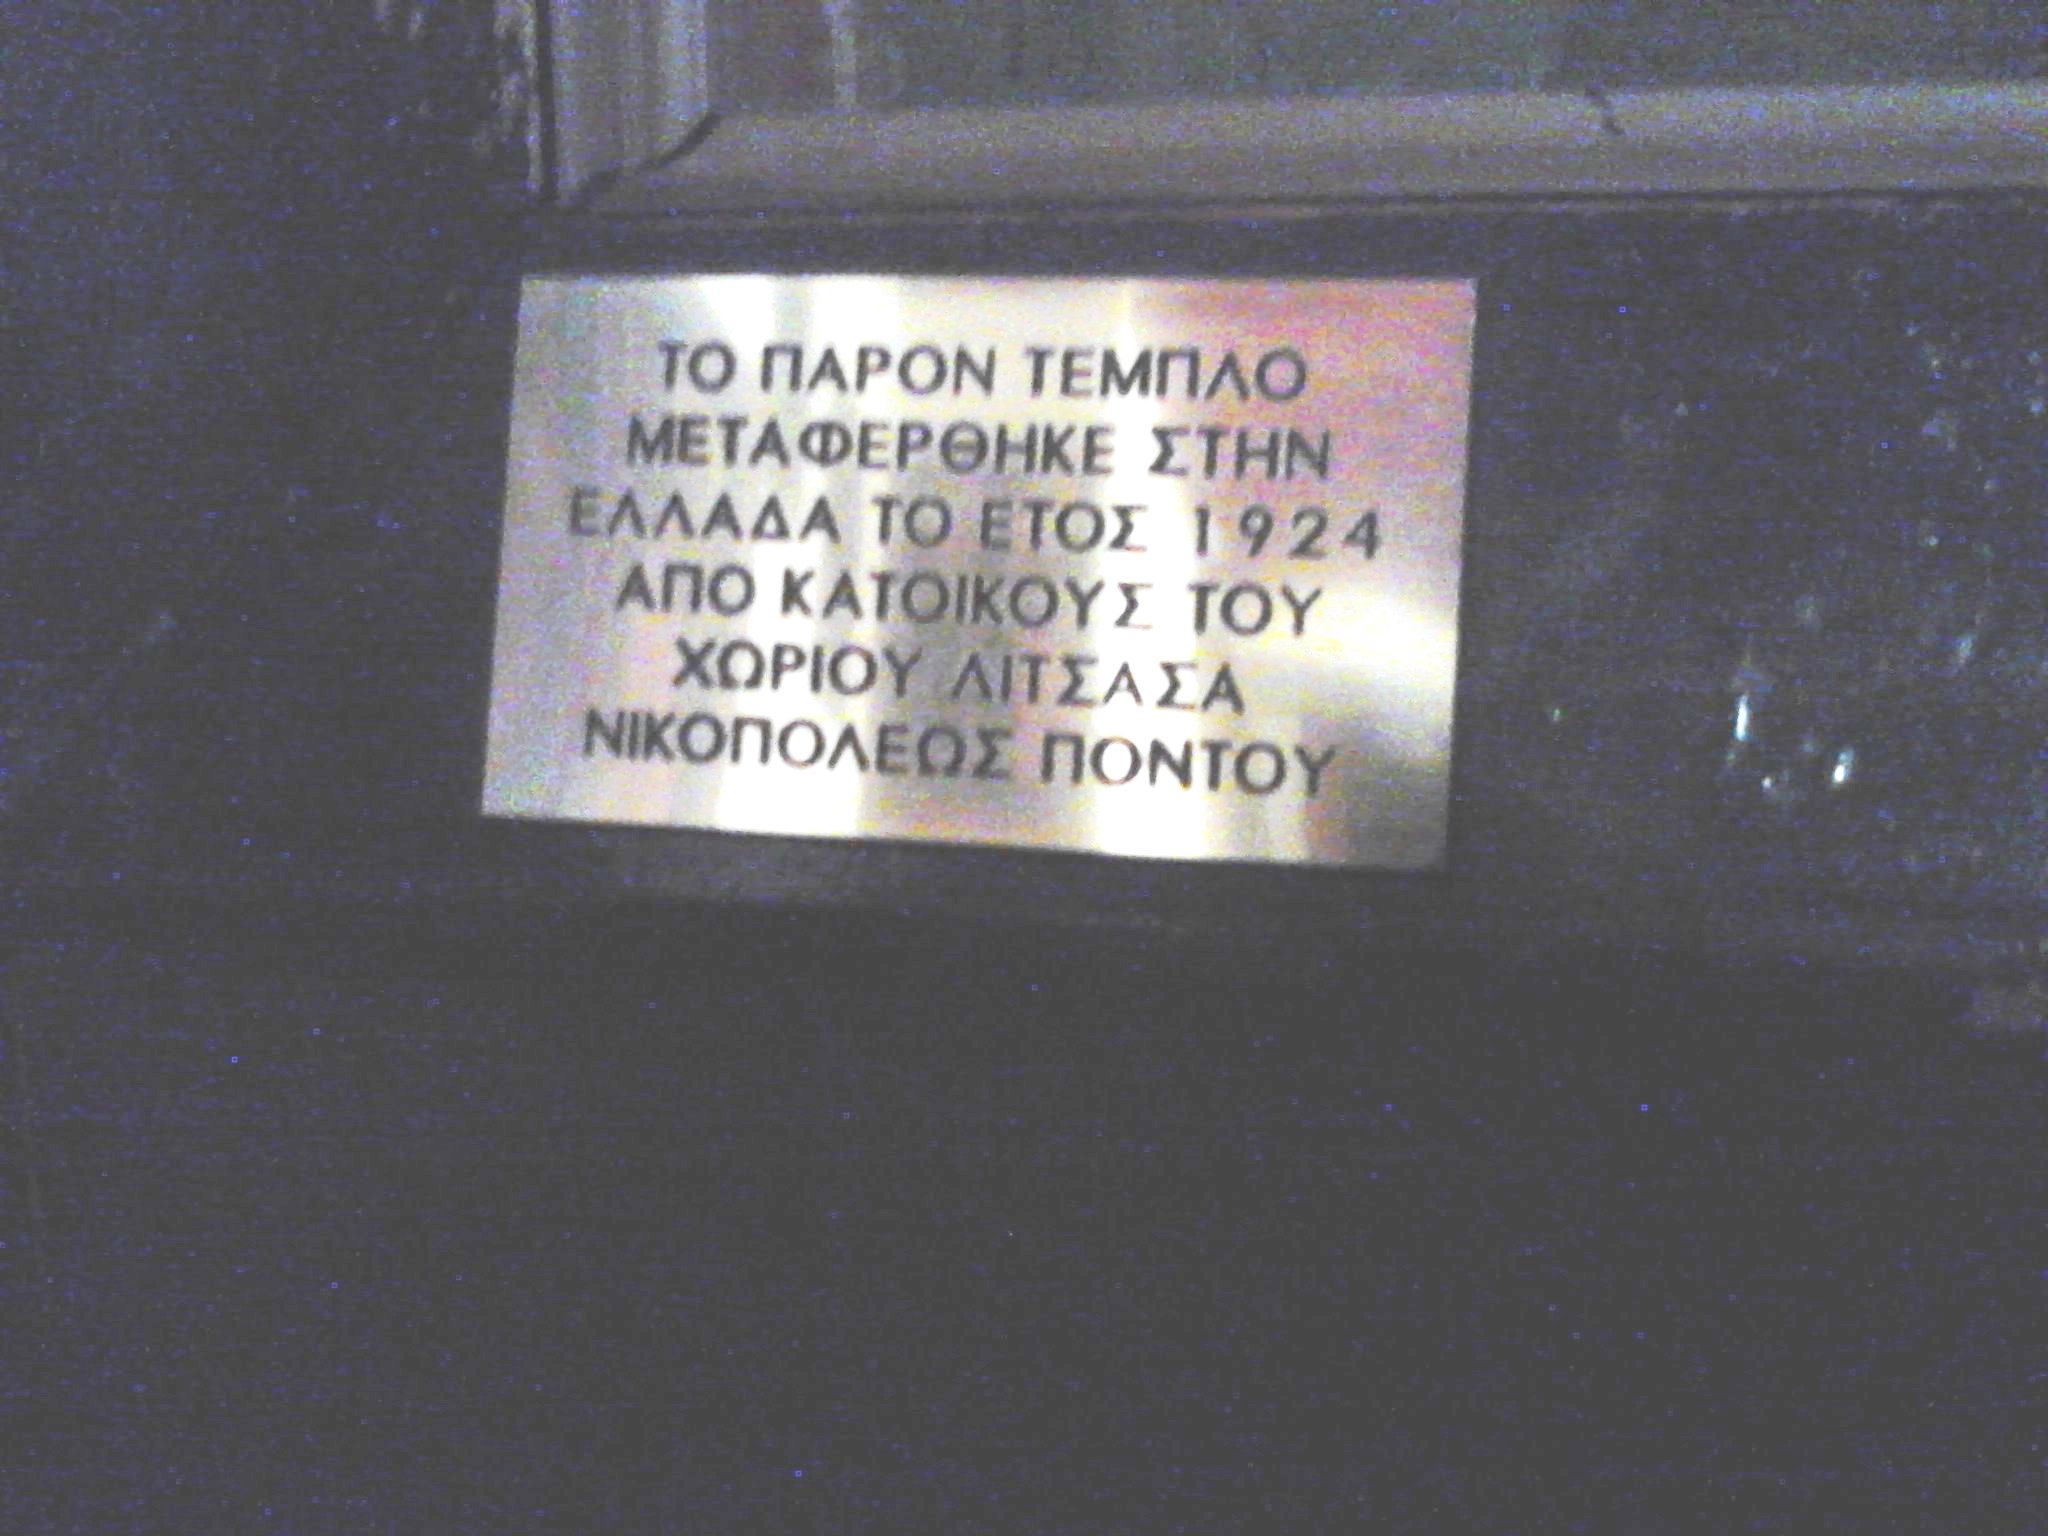 ΤΟ ΠΑΡΟΝ ΤΕΜΠΛΟ
ΜΕΤΑΦΕΡΘΗΚΕ ΣΤΗΝ
ΕΛΛΑΔΑ ΤΟ ΕΤΟΣ 1924
ΑΠΟ ΚΑΤΟΙΚΟΥΣ ΤΟΥ
ΧΩΡΙΟΥ ΛΙΤΣΑΣΑ
ΝΙΚΟΠΟΛΕΩΣ ΠΟΝΤΟΥ